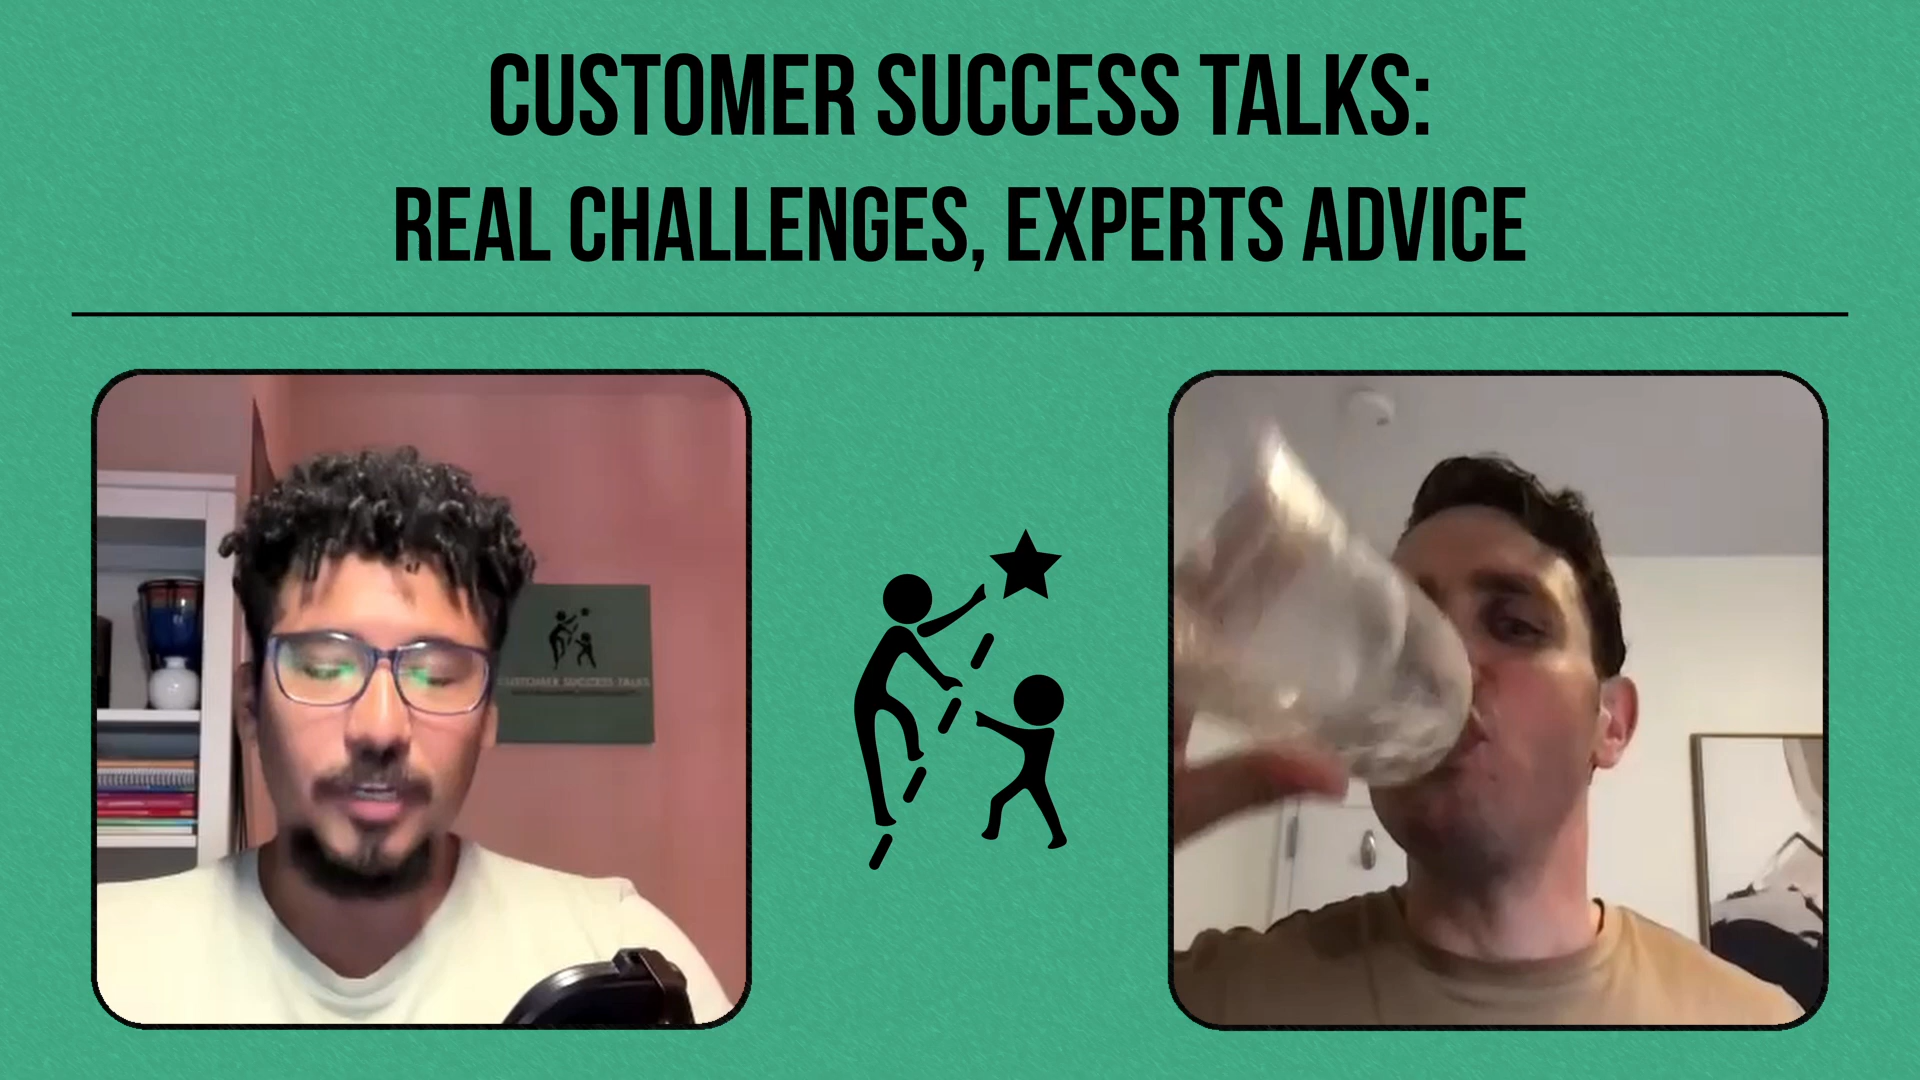 CUSTOMER SUCCESS TALKS:
REAL CHALLENGES, EXPERTS ADVICE
CUSTOMER SUCCESS TALKS